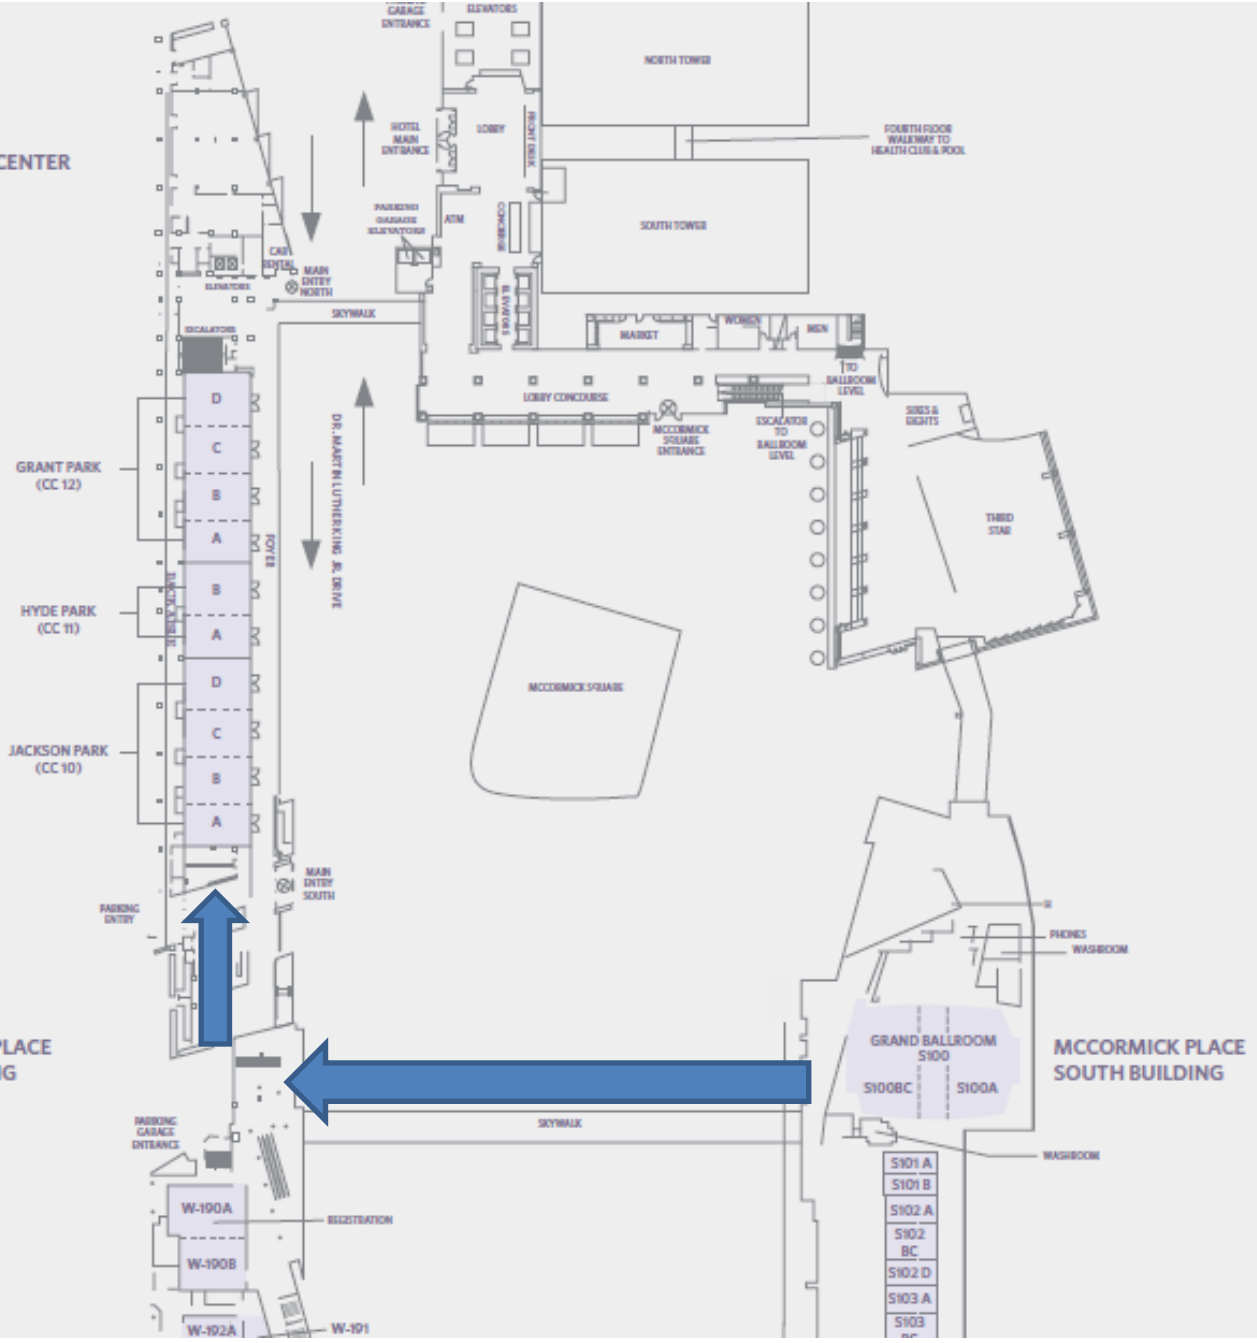 GARAGE
ENTRANCE
ELEVATORS
NORTH TOWER
HOTEL
MAIN
ENTRANCE
LOBBY
FRONT DESK
FOURTH FLOOR
WALKWAY TO
HEALTH CLUB & POOL
CENTER
PARKING
GARAGE
ELEVATORS
ATM
CONCIERGE
SOUTH TOWER
CAR
RENTAL
MAIN
ENTRY
NORTH
ELEVATORS
ELEVATORS
SKYWALK
ESCALATORS
MARKET
WOMEN
MEN
TO
BALLROOM
LEVEL
LOBBY CONCOURSE
MCCORMICK
SQUARE
ENTRANCE
ESCALATOR
TO
BALLROOM
LEVEL
SIXES &
EIGHTS
D
C
B
A
GRANT PARK
(CC 12)
DR. MARTIN LUTHER KING JR. DRIVE
FOYER
THIRD
STAR
B
A
HYDE PARK
(CC 11)
D
C
B
A
JACKSON PARK
(CC 10)
MCCORMICK SQUARE
MAIN
ENTRY
SOUTH
PARKING
ENTRY
PHONES
WASHROOM
PLACE
G
GRAND BALLROOM
S100
S100BC
S100A
MCCORMICK PLACE
SOUTH BUILDING
PARKING
GARAGE
ENTRANCE
SKYWALK
WASHROOM
S101 A
S101 B
S102 A
S102
BC
S102 D
S103 A
S103
W-190A
REGISTRATION
W-190B
W-192A
W-191